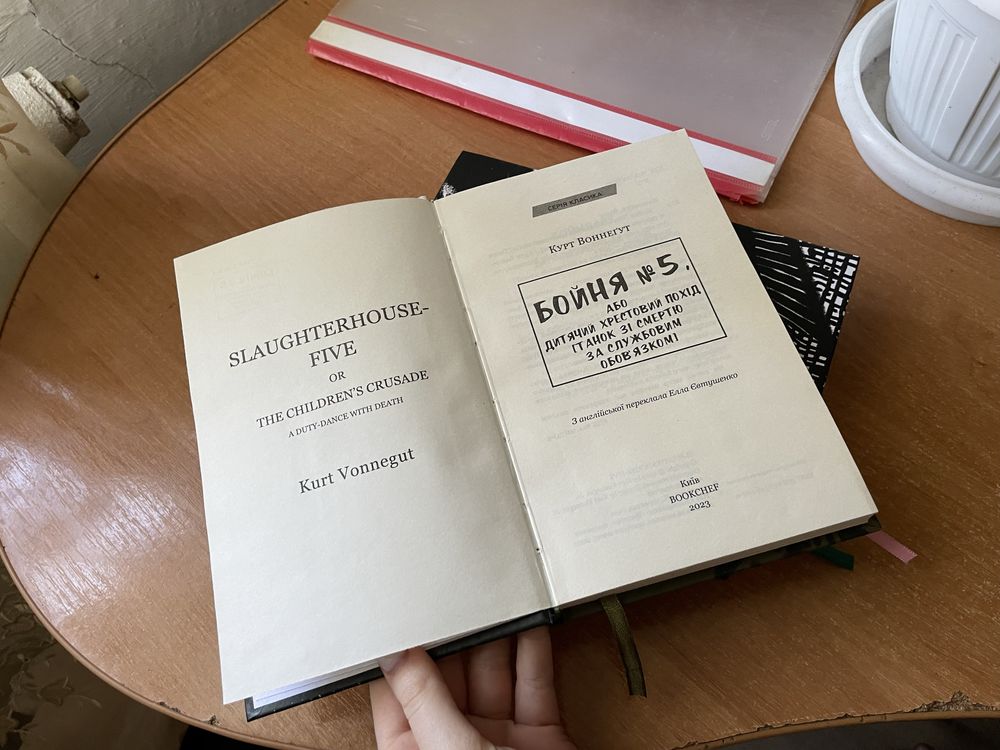 SLAUGHTERHOUSE-
FIVE
OR
THE CHILDREN'S CRUSADE
A DUTY-DANCE WITH DEATH
Kurt Vonnegut
СЕРІЯ КЛАСИКА
Курт Воннеґут
БОЙНЯ №5,
АБО
ДИТЯЧИЙ ХРЕСТОВИЙ ПОХІД
(ТАНОК ЗІ СМЕРТЮ
ЗА СЛУЖБОВИМ
ОБОВ'ЯЗКОМ)
З англійської переклала Елла Євтушенко
Київ
BOOKCHEF
2023